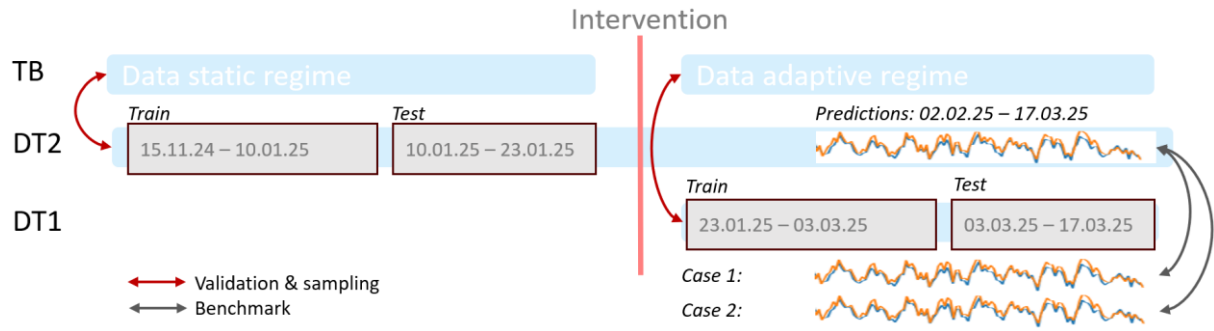 Intervention
TB
Data static regime
Data adaptive regime
Train
Test
Predictions: 02.02.25 – 17.03.25
DT2
15.11.24 – 10.01.25
10.01.25 – 23.01.25
Train
Test
DT1
23.01.25 – 03.03.25
03.03.25 – 17.03.25
Validation & sampling
Case 1:
Benchmark
Case 2: